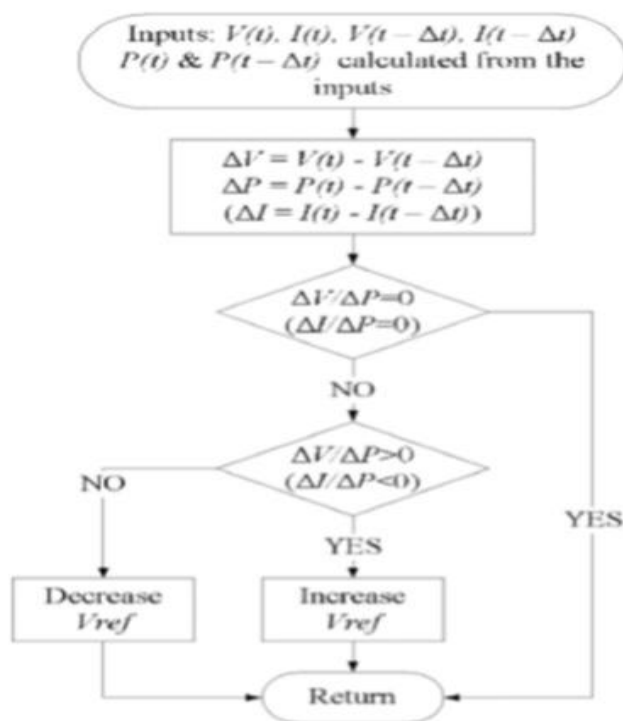 Inputs: V(t), I(t), V(t – Δt), I(t – Δt)
P(t) & P(t – Δt) calculated from the
inputs
ΔV = V(t) - V(t – Δt)
ΔP = P(t) - P(t – Δt)
(ΔI = I(t) - I(t – Δt))
ΔV/ΔP=0
(ΔI/ΔP=0)
NO
ΔV/ΔP>0
(ΔI/ΔP<0)
NO
YES
YES
Decrease
Vref
Increase
Vref
Return